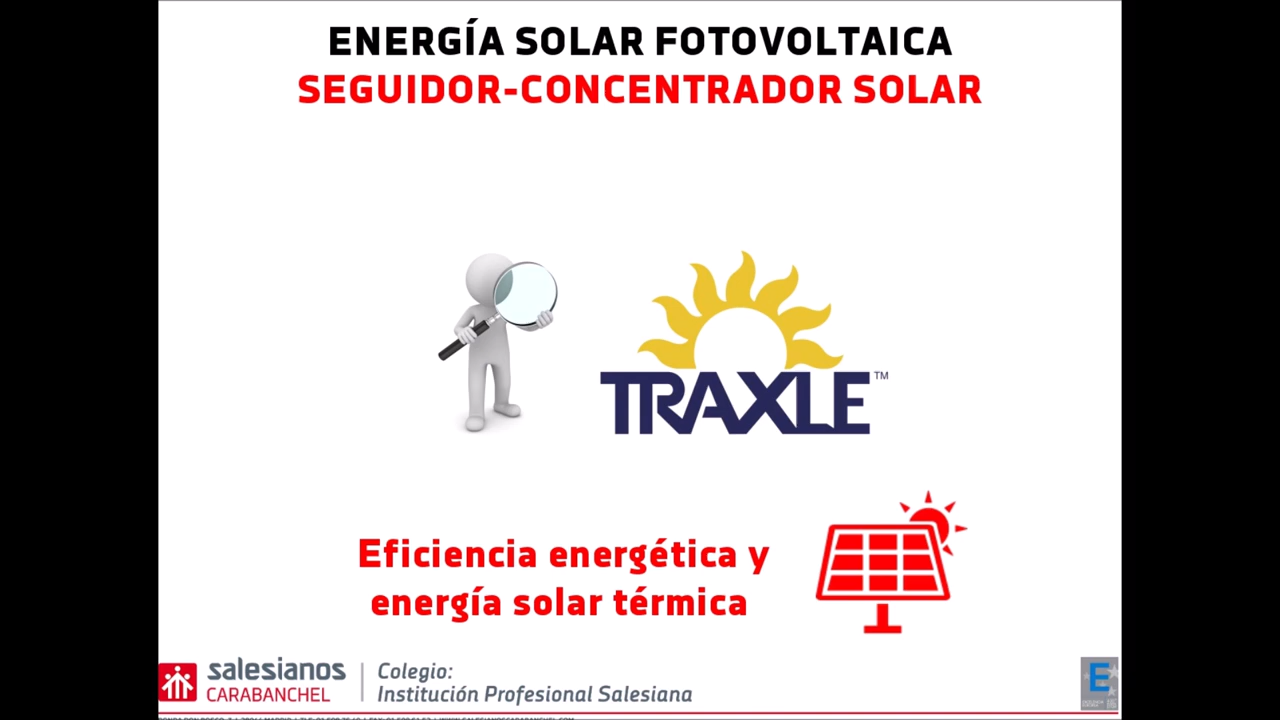 ENERGÍA SOLAR FOTOVOLTAICA
SEGUIDOR-CONCENTRADOR SOLAR
TRAXLE™
Eficiencia energética y
energía solar térmica
salesianos
CARABANCHEL
Colegio:
Institución Profesional Salesiana
E